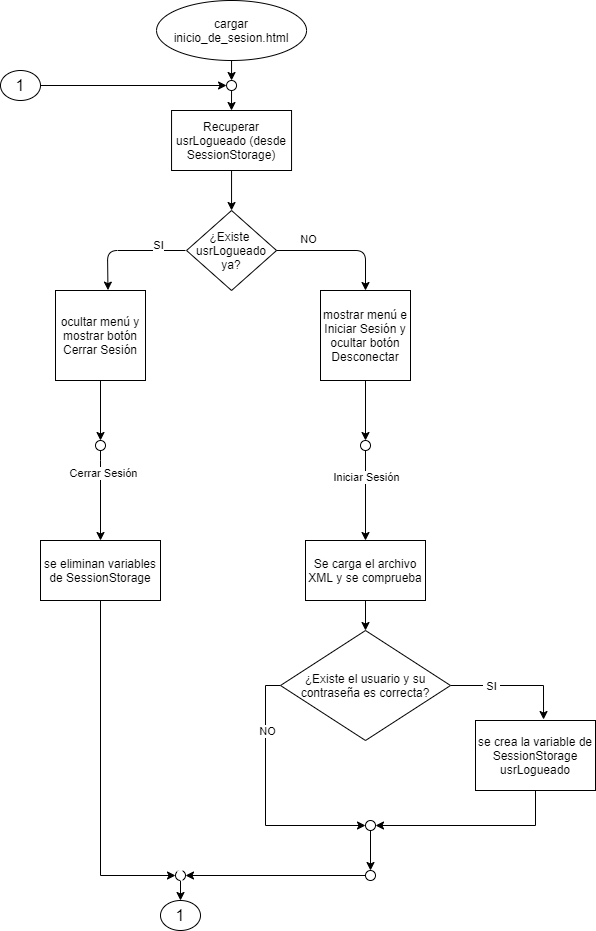 cargar
inicio_de_sesion.html
1
Recuperar
usrLogueado (desde
SessionStorage)
¿Existe
usrLogueado
ya?
SI
NO
ocultar menú y
mostrar botón
Cerrar Sesión
mostrar menú e
Iniciar Sesión y
ocultar botón
Desconectar
Cerrar Sesión
Iniciar Sesión
se eliminan variables
de SessionStorage
Se carga el archivo
XML y se comprueba
¿Existe el usuario y su
contraseña es correcta?
SI
NO
se crea la variable de
SessionStorage
usrLogueado
1